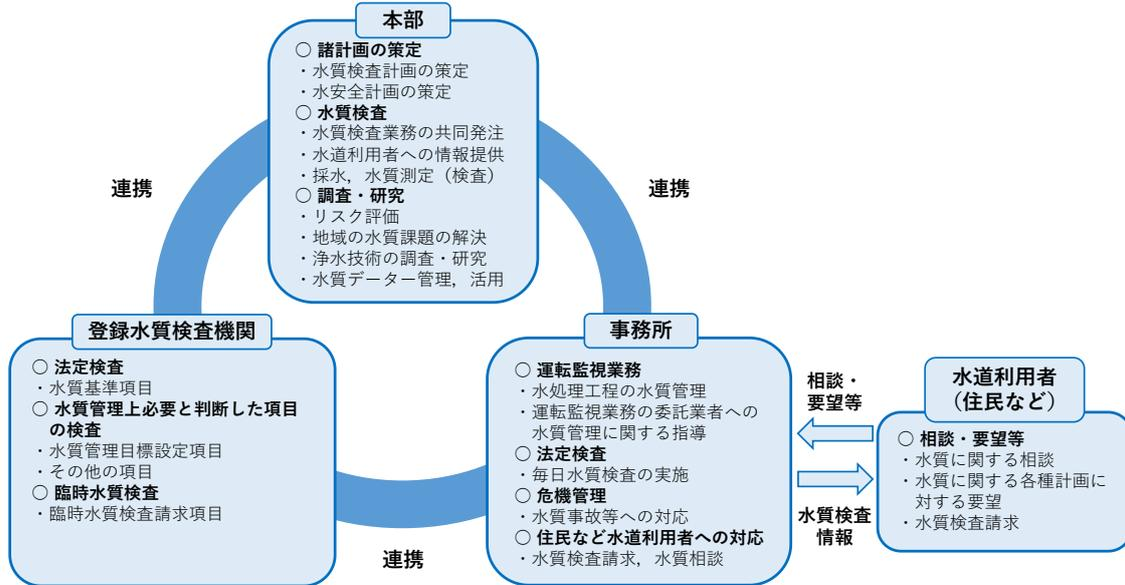 本部
○ 諸計画の策定
・水質検査計画の策定
・水安全計画の策定
○ 水質検査
・水質検査業務の共同発注
・水道利用者への情報提供
・採水，水質測定（検査）
○ 調査・研究
・リスク評価
・地域の水質課題の解決
・浄水技術の調査・研究
・水質データー管理，活用
連携
連携
登録水質検査機関
○ 法定検査
・水質基準項目
○ 水質管理上必要と判断した項目
の検査
・水質管理目標設定項目
・その他の項目
○ 臨時水質検査
・臨時水質検査請求項目
連携
事務所
○ 運転監視業務
・水処理工程の水質管理
・運転監視業務の委託業者への
水質管理に関する指導
○ 法定検査
・毎日水質検査の実施
○ 危機管理
・水質事故等への対応
○ 住民など水道利用者への対応
・水質検査請求，水質相談
相談・
要望等
水質検査
情報
水道利用者
（住民など）
○ 相談・要望等
・水質に関する相談
・水質に関する各種計画に
対する要望
・水質検査請求